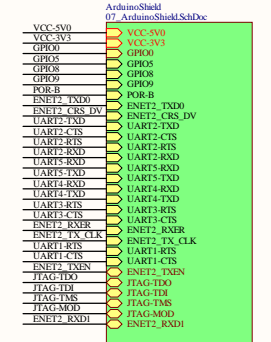 ArduinoShield
07_ArduinoShield.SchDoc
VCC-5V0 VCC-5V0
VCC-3V3 VCC-3V3
GPIO0 GPIO0
GPIO5 GPIO5
GPIO8 GPIO8
GPIO9 GPIO9
POR-B POR-B
ENET2_TXD0 ENET2_TXD0
ENET2_CRS_DV ENET2_CRS_DV
UART2-TXD UART2-TXD
UART2-CTS UART2-CTS
UART2-RTS UART2-RTS
UART2-RXD UART2-RXD
UART5-RXD UART5-RXD
UART5-TXD UART5-TXD
UART4-RXD UART4-RXD
UART4-TXD UART4-TXD
UART3-RTS UART3-RTS
UART3-CTS UART3-CTS
ENET2_RXER ENET2_RXER
ENET2_TX_CLK ENET2_TX_CLK
UART1-RTS UART1-RTS
UART1-CTS UART1-CTS
ENET2_TXEN ENET2_TXEN
JTAG-TDO JTAG-TDO
JTAG-TDI JTAG-TDI
JTAG-TMS JTAG-TMS
JTAG-MOD JTAG-MOD
ENET2_RXD1 ENET2_RXD1